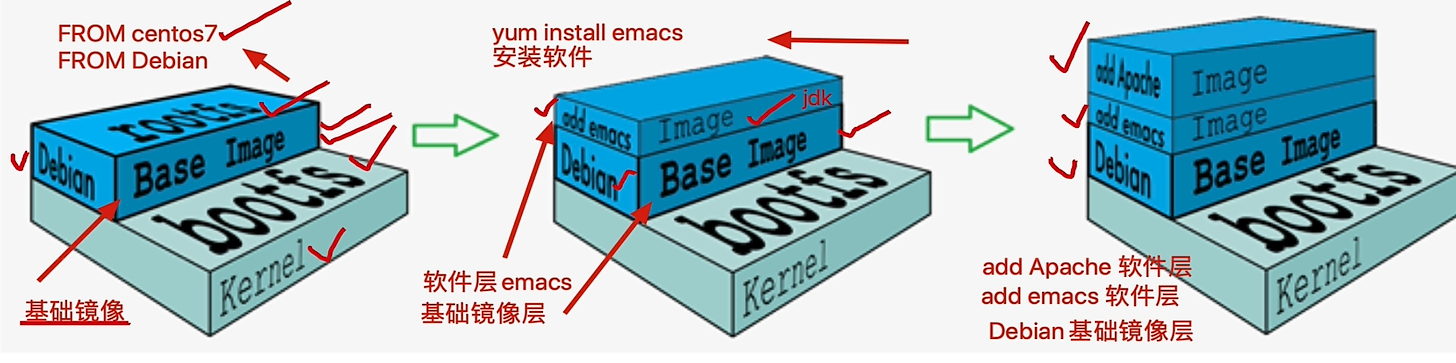 FROM centos7
FROM Debian
rootfs
Debian
Base Image
bootfs
Kernel
基础镜像
yum install emacs
安装软件
jdk
add emacs
Image
Debian
Base Image
bootfs
Kernel
软件层 emacs
基础镜像层
add Apache
Image
add emacs
Image
Debian
Base Image
bootfs
Kernel
add Apache 软件层
add emacs 软件层
Debian 基础镜像层